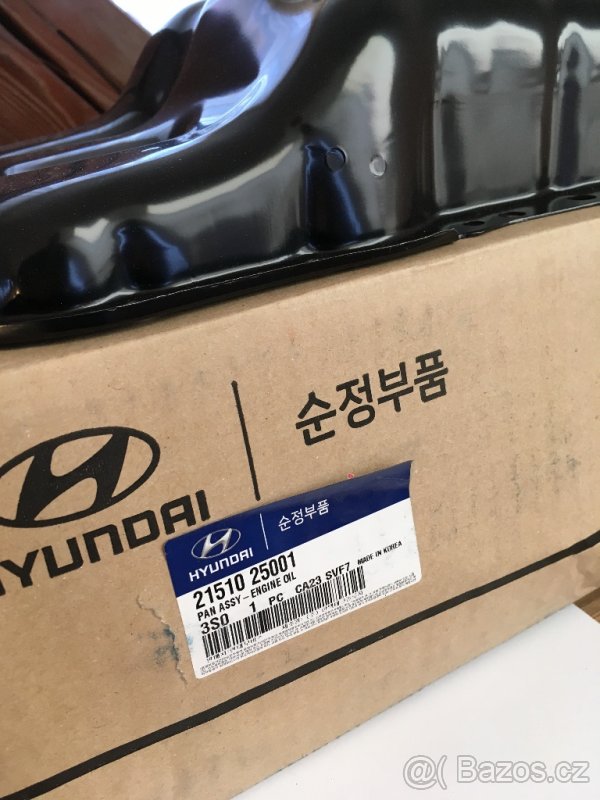 순정부품
HYUNDAI
HYUNDAI 순정부품
21510 25001
PAN ASSY-ENGINE OIL
3S0 1 PC CA23 SVF7 MADE IN KOREA
@( Bazos.cz